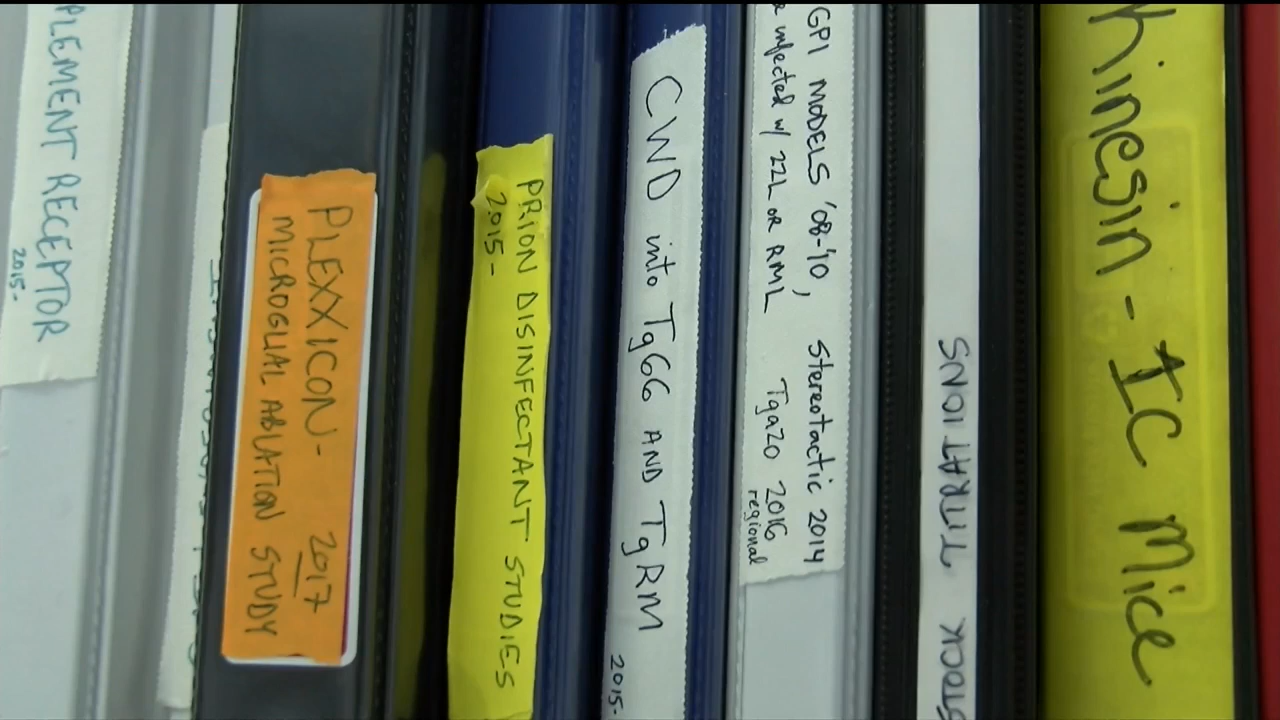 PLEMENT RECEPTOR
2015-
PLEXXICON- 2017
MICROGLIAL ABLATION STUDY
PRION DISINFECTANT STUDIES
2015-
CWD into Tg66 AND TgRM
2015-
GPI MODELS '08-'10, stereotactic 2014
infected w/ 22L OR RML Tga20 2016
regional
STOCK TITRATIONS
Kinesin-IC Mice